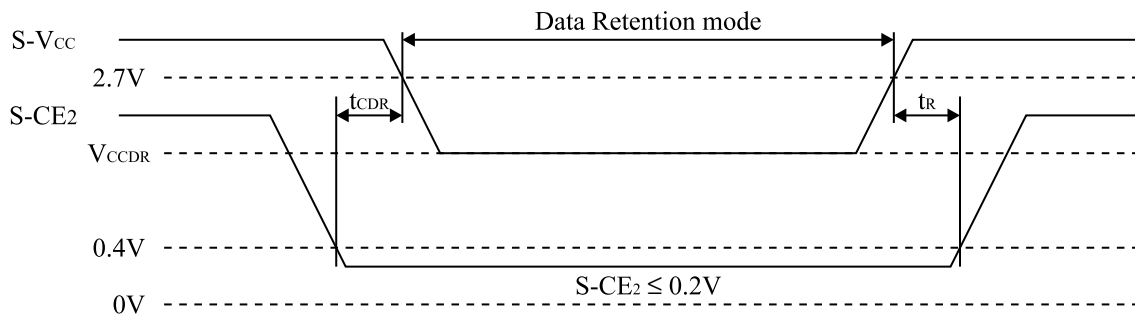 Data Retention mode
S-VCC
2.7V
tCDR
tR
S-CE2
VCCDR
0.4V
S-CE2 ≤ 0.2V
0V